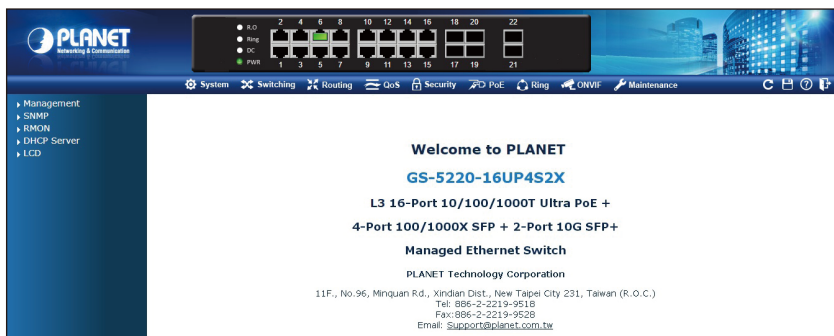 PLANET
Networking & Communication
R.O
Ring
DC
PWR
2 4 6 8 10 12 14 16 18 20 22
1 3 5 7 9 11 13 15 17 19 21
System Switching Routing QoS Security PoE Ring ONVIF Maintenance
Management
SNMP
RMON
DHCP Server
LCD
Welcome to PLANET
GS-5220-16UP4S2X
L3 16-Port 10/100/1000T Ultra PoE +
4-Port 100/1000X SFP + 2-Port 10G SFP+
Managed Ethernet Switch
PLANET Technology Corporation
11F., No.96, Minquan Rd., Xindian Dist., New Taipei City 231, Taiwan (R.O.C.)
Tel: 886-2-2219-9518
Fax:886-2-2219-9528
Email: Support@planet.com.tw